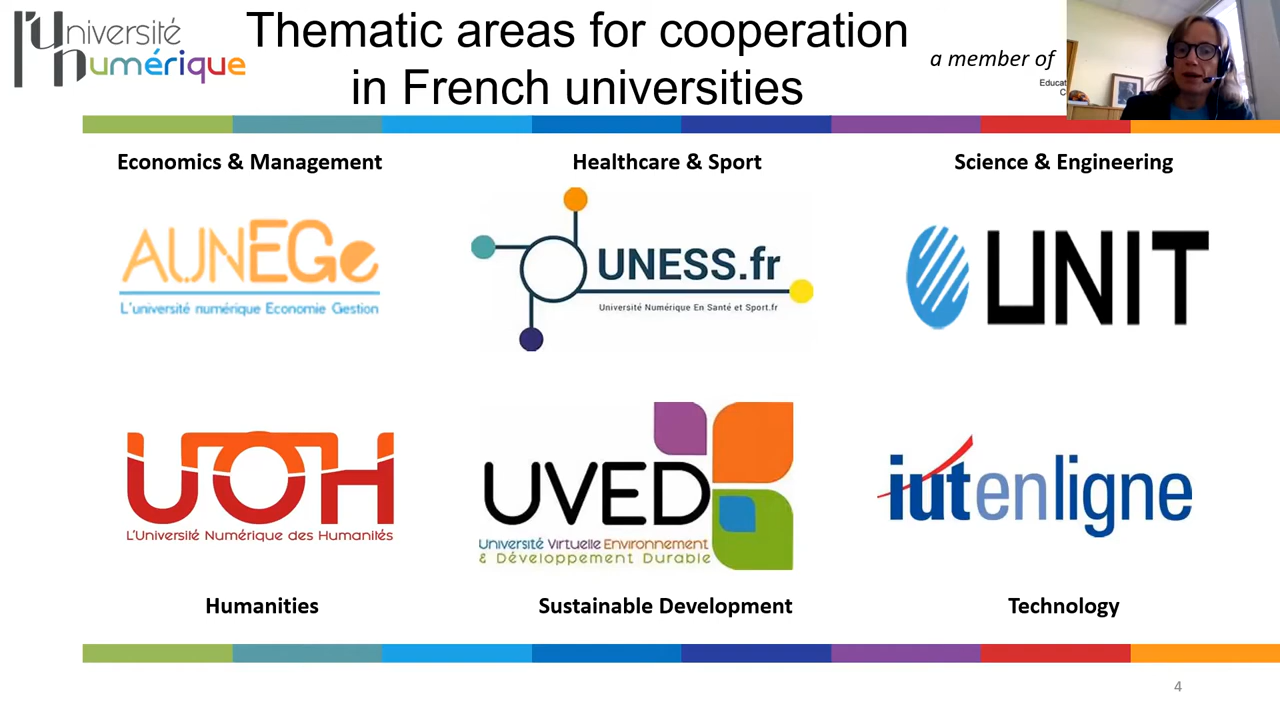 l'Université
Numérique
Thematic areas for cooperation
in French universities
a member of
Economics & Management
Healthcare & Sport
Science & Engineering
AUNEGe
L'université numérique Economie Gestion
UNESS.fr
Université Numérique En Santé et Sport.fr
UNIT
UOH
L'Université Numérique des Humanités
UVED
Université Virtuelle Environnement
& Développement Durable
iutenligne
Humanities
Sustainable Development
Technology
4